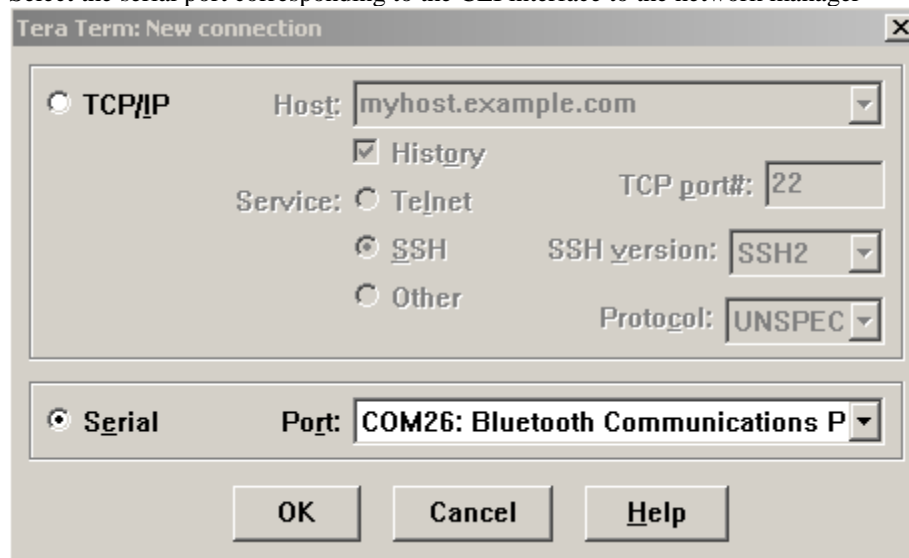 Select the serial port corresponding to the CLI interface to the network manager
Tera Term: New connection
TCP/IP Host: myhost.example.com
History
Service: Telnet TCP port#: 22
SSH SSH version: SSH2
Other Protocol: UNSPEC
Serial Port: COM26: Bluetooth Communications P
OK Cancel Help